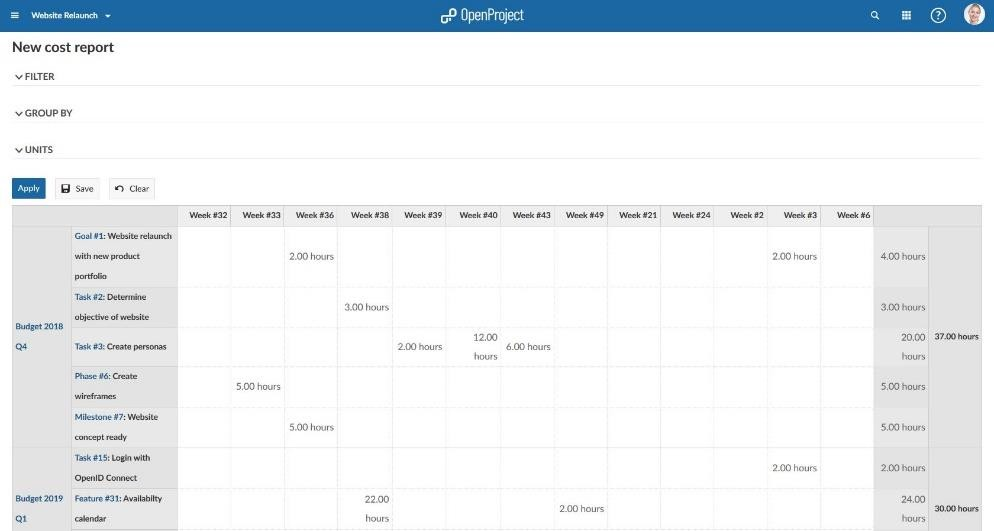 Website Relaunch
OpenProject
New cost report
FILTER
GROUP BY
UNITS
Apply Save Clear
Week #32 Week #33 Week #36 Week #38 Week #39 Week #40 Week #43 Week #49 Week #21 Week #24 Week #2 Week #3 Week #6
Goal #1: Website relaunch
with new product
portfolio
2.00 hours 2.00 hours 4.00 hours
Task #2: Determine
objective of website
3.00 hours 3.00 hours
Budget 2018
Q4
Task #3: Create personas
2.00 hours 12.00
hours
6.00 hours 20.00
hours
37.00 hours
Phase #6: Create
wireframes
5.00 hours 5.00 hours
Milestone #7: Website
concept ready
5.00 hours 5.00 hours
Task #15: Login with
OpenID Connect
2.00 hours 2.00 hours
Budget 2019
Q1
Feature #31: Availabilty
calendar
22.00
hours
2.00 hours 24.00
hours
30.00 hours